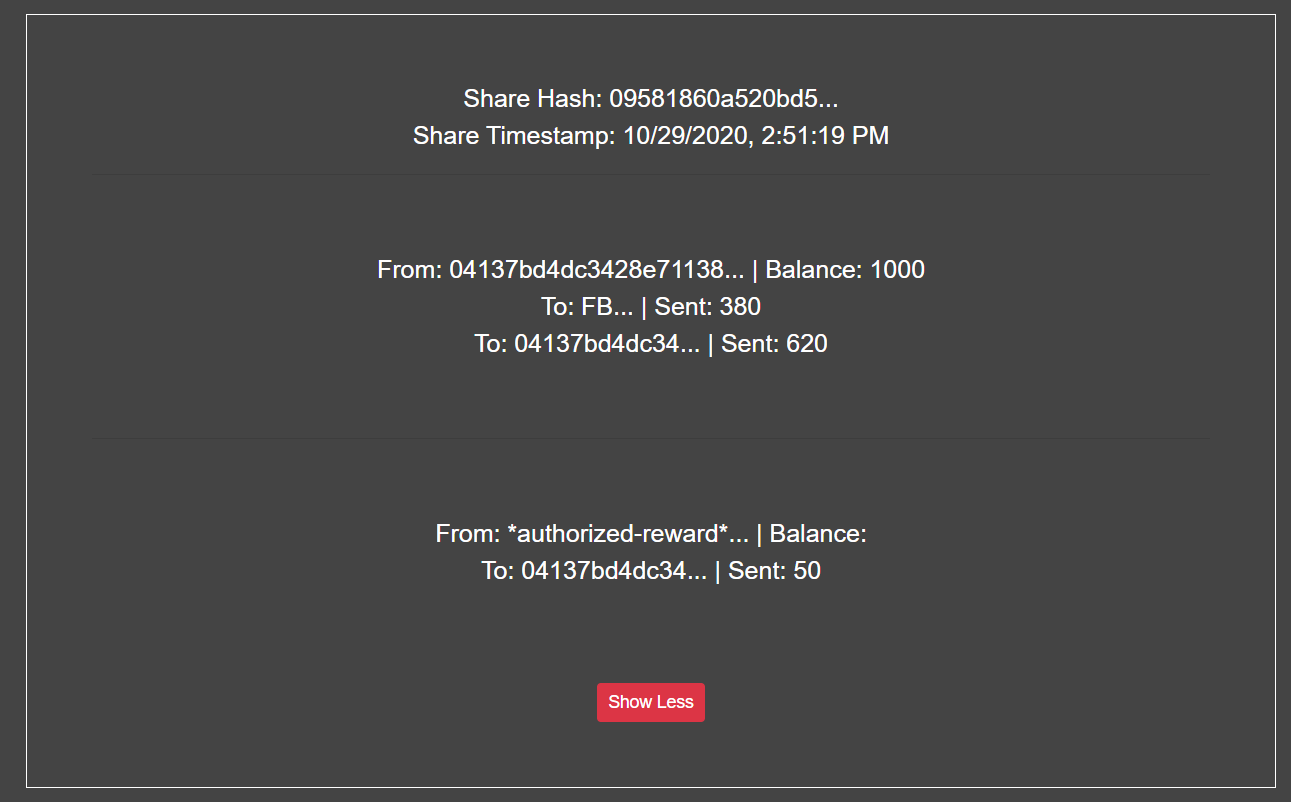 Share Hash: 09581860a520bd5...
Share Timestamp: 10/29/2020, 2:51:19 PM
From: 04137bd4dc3428e71138... | Balance: 1000
To: FB... | Sent: 380
To: 04137bd4dc34... | Sent: 620
From: *authorized-reward*... | Balance:
To: 04137bd4dc34... | Sent: 50
Show Less